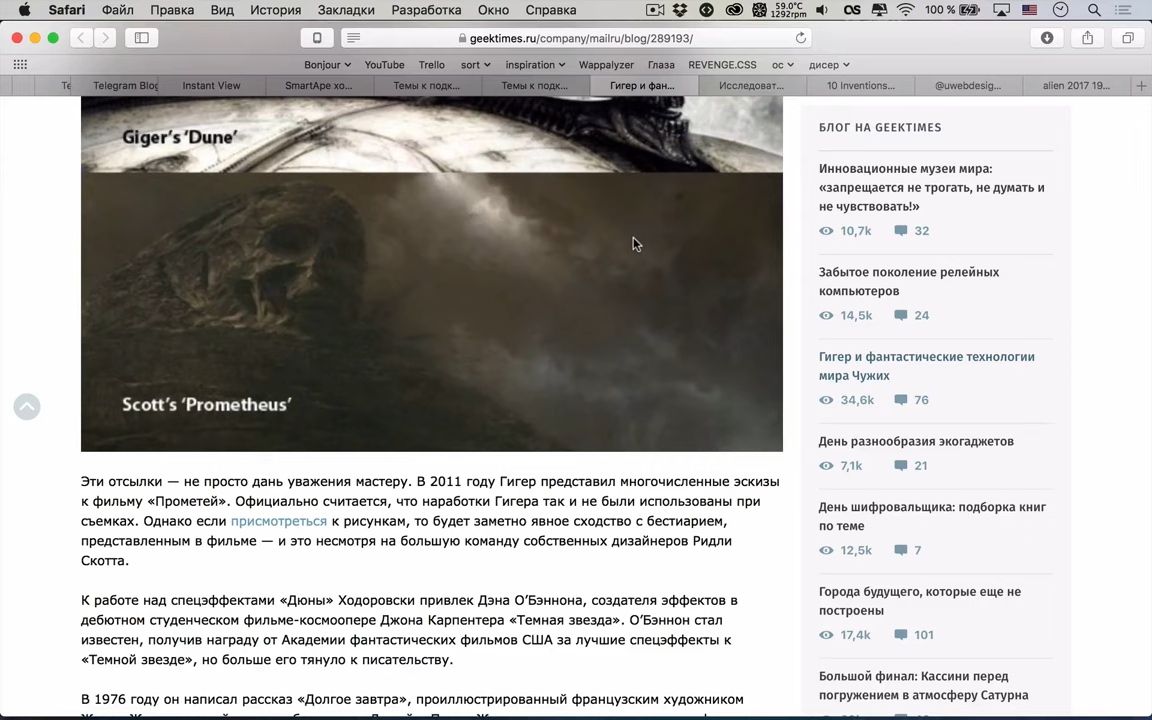 Safari Файл Правка Вид История Закладки Разработка Окно Справка
59.0°C
1292rpm
100 %
geektimes.ru/company/mailru/blog/289193/
Bonjour YouTube Trello sort inspiration Wappalyzer Глаза REVENGE.CSS ос дисер
Te Telegram Blog Instant View SmartApe хо... Темы к подк... Темы к подк... Гигер и фан... Исследоват... 10 Inventions... @uwebdesig... alien 2017 19...
Giger's 'Dune'
Scott's 'Prometheus'
Эти отсылки — не просто дань уважения мастеру. В 2011 году Гигер представил многочисленные эскизы
к фильму «Прометей». Официально считается, что наработки Гигера так и не были использованы при
съемках. Однако если присмотреться к рисункам, то будет заметно явное сходство с бестиарием,
представленным в фильме — и это несмотря на большую команду собственных дизайнеров Ридли
Скотта.
К работе над спецэффектами «Дюны» Ходоровски привлек Дэна О'Бэннона, создателя эффектов в
дебютном студенческом фильме-космоопере Джона Карпентера «Темная звезда». О'Бэннон стал
известен, получив награду от Академии фантастических фильмов США за лучшие спецэффекты к
«Темной звезде», но больше его тянуло к писательству.
В 1976 году он написал рассказ «Долгое завтра», проиллюстрированный французским художником
БЛОГ НА GEEKTIMES
Инновационные музеи мира:
«запрещается не трогать, не думать и
не чувствовать!»
10,7k 32
Забытое поколение релейных
компьютеров
14,5k 24
Гигер и фантастические технологии
мира Чужих
34,6k 76
День разнообразия экогаджетов
7,1k 21
День шифровальщика: подборка книг
по теме
12,5k 7
Города будущего, которые еще не
построены
17,4k 101
Большой финал: Кассини перед
погружением в атмосферу Сатурна